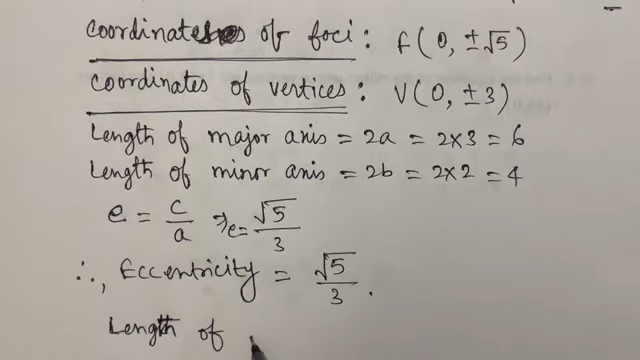 Coordinates of foci : F(0, ±√5)
Coordinates of vertices : V(0, ±3)
Length of major axis = 2a = 2×3 = 6
Length of minor axis = 2b = 2×2 = 4
e = c/a ⇒ e = √5/3
∴, Eccentricity = √5/3.
Length of